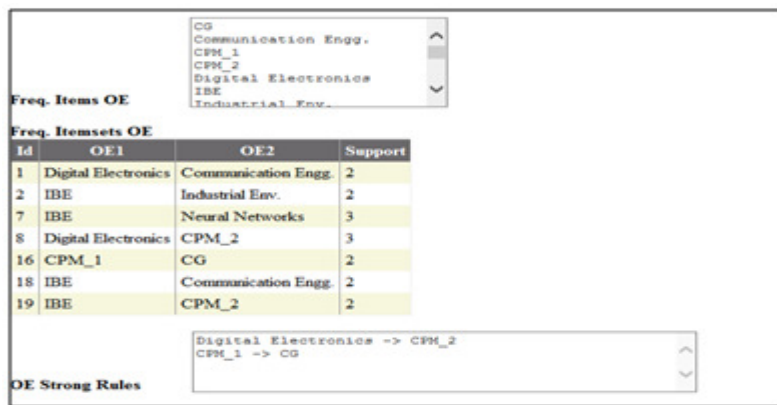 CG
Communication Engg.
CPM_1
CPM_2
Digital Electronics
IBE
Industrial Env.
Freq. Items OE
Freq. Itemsets OE
Id OE1 OE2 Support
1 Digital Electronics Communication Engg. 2
2 IBE Industrial Env. 2
7 IBE Neural Networks 3
8 Digital Electronics CPM_2 3
16 CPM_1 CG 2
18 IBE Communication Engg. 2
19 IBE CPM_2 2
Digital Electronics -> CPM_2
CPM_1 -> CG
OE Strong Rules